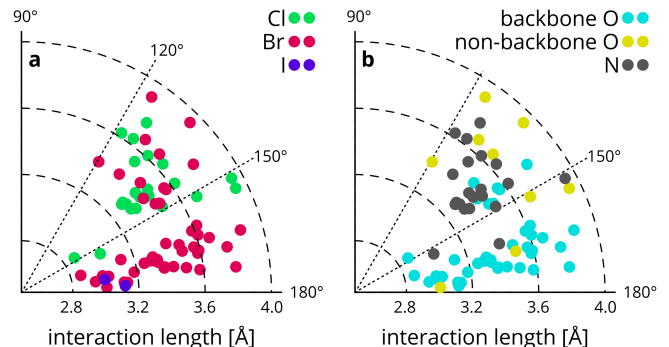 90°
Cl
Br
I
a
120°
150°
180°
2.8 3.2 3.6 4.0
interaction length [Å]
90°
backbone O
non-backbone O
N
b
150°
180°
2.8 3.2 3.6 4.0
interaction length [Å]